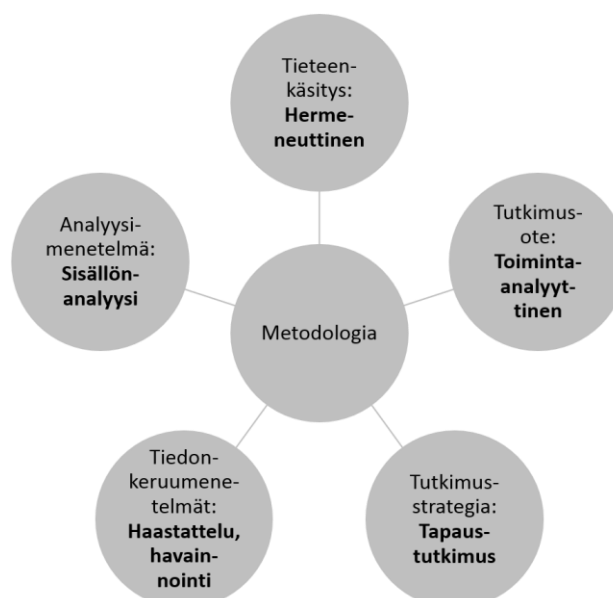 Tieteen-
käsitys:
Herme-
neuttinen
Analyysi-
menetelmä:
Sisällön-
analyysi
Tutkimus-
ote:
Toiminta-
analyyt-
tinen
Metodologia
Tiedon-
keruumene-
telmät:
Haastattelu,
havain-
nointi
Tutkimus-
strategia:
Tapaus-
tutkimus